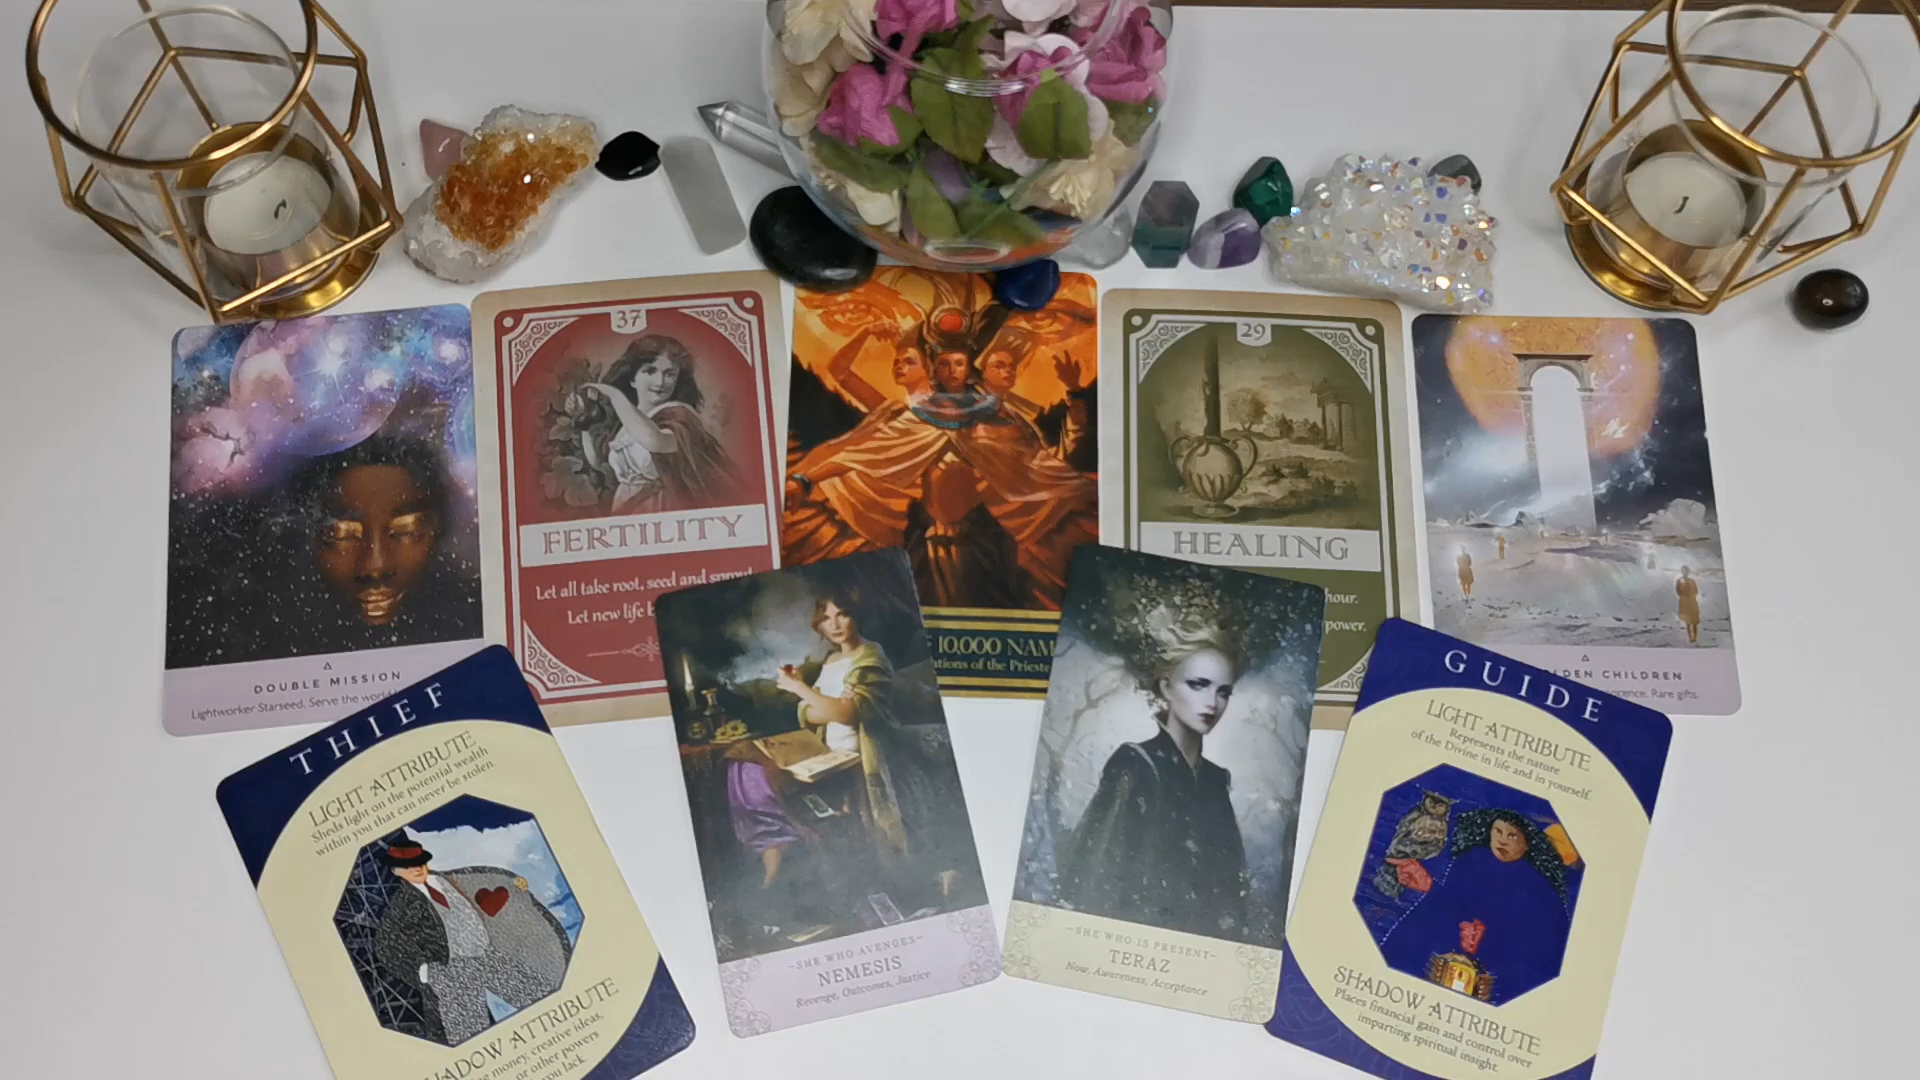 △
DOUBLE MISSION
Lightworker Starseed. Serve the world
37
FERTILITY
Let all take root, seed and sprout
Let new life
10,000 NAM
ations of the Prieste
29
HEALING
hour.
power.
△
LDEN CHILDREN
ocence. Rare gifts.
THIEF
LIGHT ATTRIBUTE
Sheds light on the potential wealth
within you that can never be stolen.
SHADOW ATTRIBUTE
money, creative ideas,
or other powers
you lack.
~SHE WHO AVENGES~
NEMESIS
Revenge, Outcomes, Justice
~SHE WHO IS PRESENT~
TERAZ
Now, Awareness, Acceptance
GUIDE
LIGHT ATTRIBUTE
Represents the nature
of the Divine in life and in yourself.
SHADOW ATTRIBUTE
Places financial gain and control over
imparting spiritual insight.